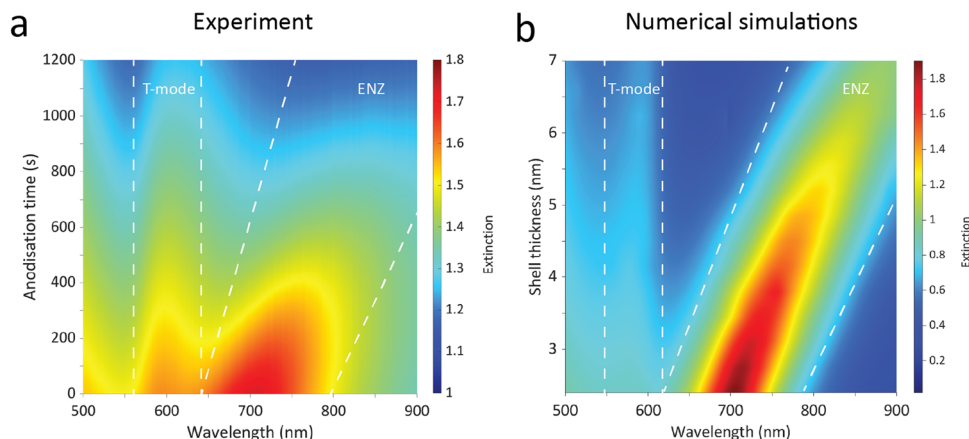 a
Experiment
1200
1000
800
600
400
200
0
Anodisation time (s)
T-mode
ENZ
500
600
700
800
900
Wavelength (nm)
1.8
1.7
1.6
1.5
1.4
1.3
1.2
1.1
1
Extinction
b
Numerical simulations
7
6
5
4
3
Shell thickness (nm)
T-mode
ENZ
500
600
700
800
900
Wavelength (nm)
1.8
1.6
1.4
1.2
1
0.8
0.6
0.4
0.2
Extinction